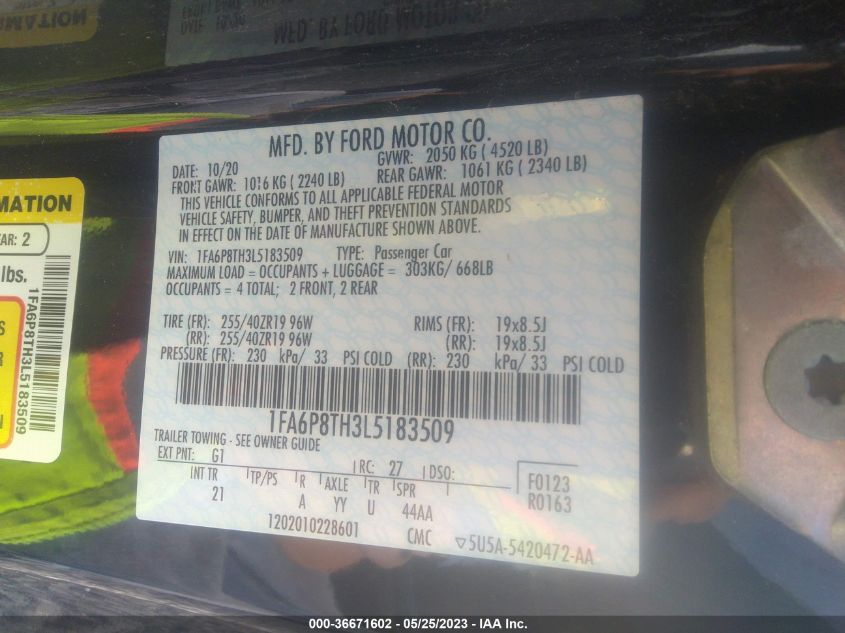 MFD. BY FORD MOTOR CO.
DATE: 10/20 GVWR: 2050 KG ( 4520 LB)
FRONT GAWR: 1016 KG ( 2240 LB) REAR GAWR: 1061 KG ( 2340 LB)
THIS VEHICLE CONFORMS TO ALL APPLICABLE FEDERAL MOTOR
VEHICLE SAFETY, BUMPER, AND THEFT PREVENTION STANDARDS
IN EFFECT ON THE DATE OF MANUFACTURE SHOWN ABOVE.
VIN: 1FA6P8TH3L5183509 TYPE: Passenger Car
MAXIMUM LOAD = OCCUPANTS + LUGGAGE = 303KG/ 668LB
OCCUPANTS = 4 TOTAL; 2 FRONT, 2 REAR
TIRE (FR): 255/40ZR19 96W RIMS (FR): 19x8.5J
(RR): 255/40ZR19 96W (RR): 19x8.5J
PRESSURE (FR): 230 kPa/ 33 PSI COLD (RR): 230 kPa/ 33 PSI COLD
1FA6P8TH3L5183509
TRAILER TOWING - SEE OWNER GUIDE
EXT PNT: G1 RC: 27 DSO:
INT TR TP/PS R AXLE TR SPR
21 A YY U 44AA
F0123
R0163
1202010228601 CMC ▽5U5A-5420472-AA
MATION
AR: 2
lbs.
1FA6P8TH3L5183509
000-36671602 - 05/25/2023 - IAA Inc.